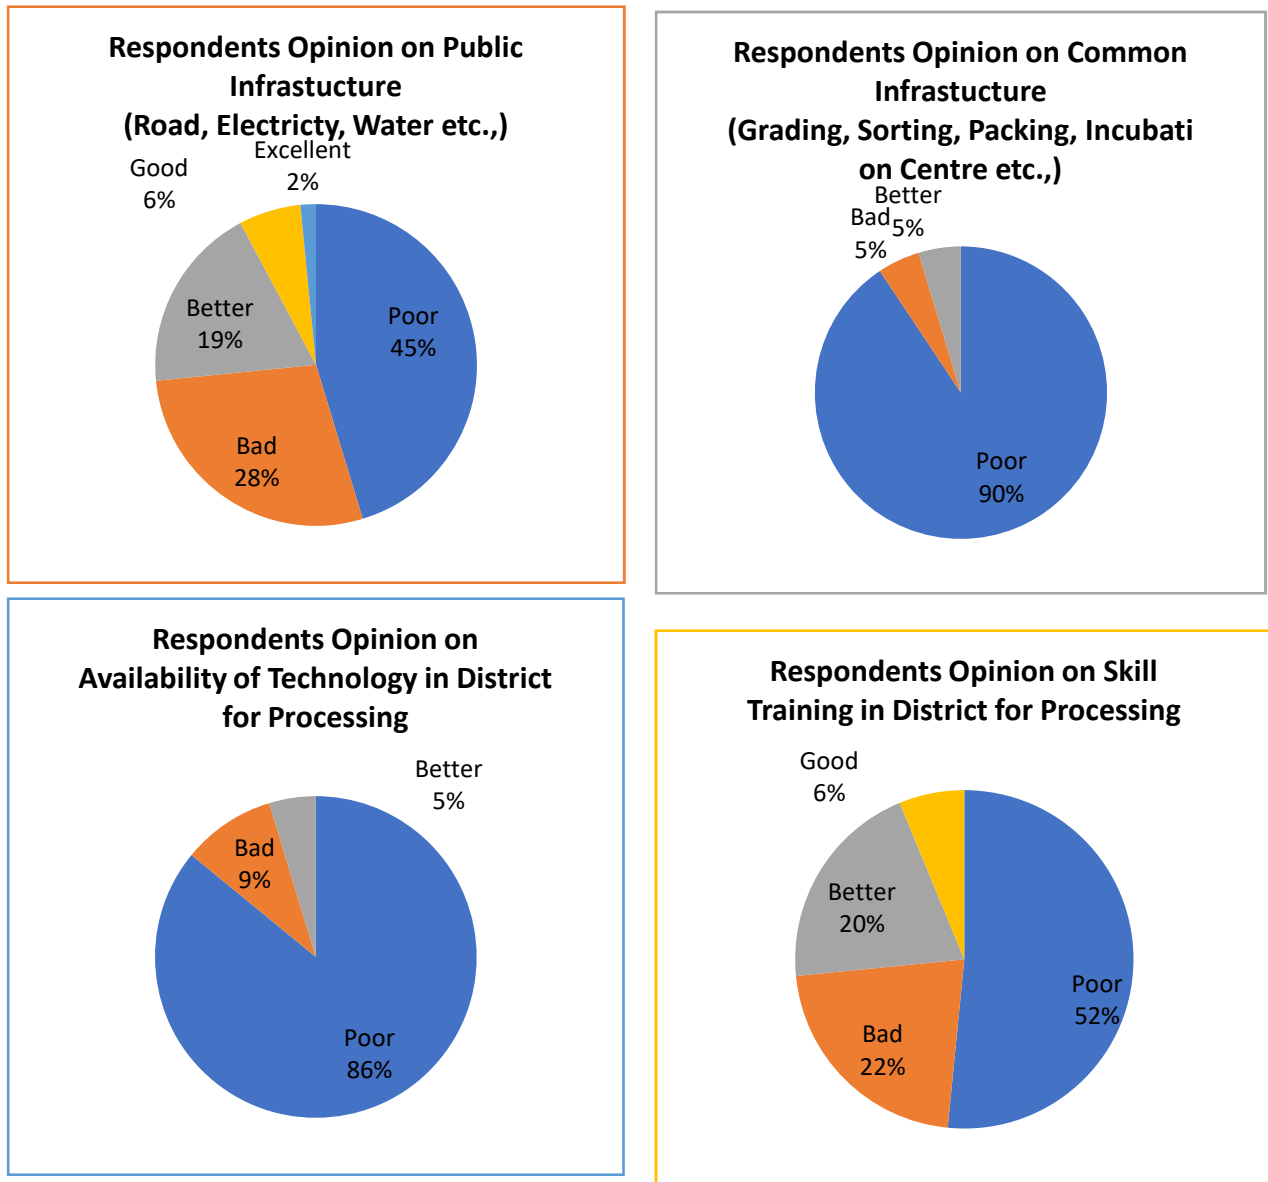 Respondents Opinion on Public
Infrastucture
(Road, Electricty, Water etc.,)
Excellent
2%
Good
6%
Better
19%
Poor
45%
Bad
28%
Respondents Opinion on Common
Infrastucture
(Grading, Sorting, Packing, Incubati
on Centre etc.,)
Better
5%
Bad
5%
Poor
90%
Respondents Opinion on
Availability of Technology in District
for Processing
Better
5%
Bad
9%
Poor
86%
Respondents Opinion on Skill
Training in District for Processing
Good
6%
Better
20%
Poor
52%
Bad
22%